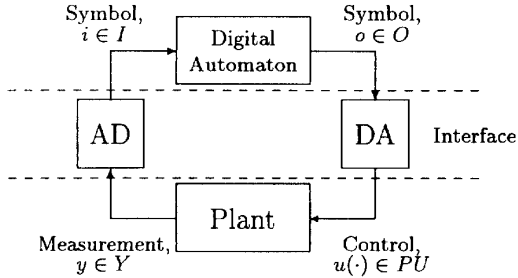 Symbol,
i ∈ I
Digital
Automaton
Symbol,
o ∈ O
AD
DA
Interface
Plant
Measurement,
y ∈ Y
Control,
u(·) ∈ PU